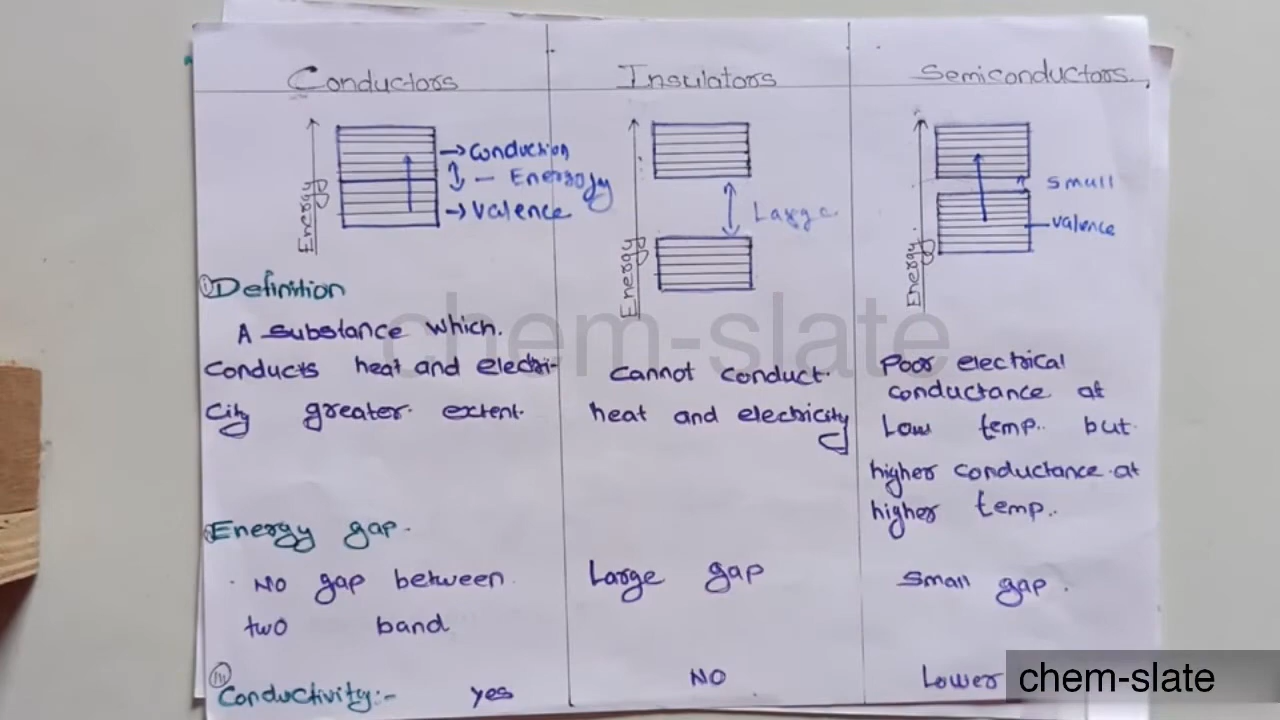 Conductors
Insulators
Semiconductors
Energy
→ Conduction
- Energy
→ Valence
Energy
Large
Energy
Small
Valence
(i) Definition
A substance which.
Conducts heat and electri-
city greater extent.
Cannot conduct.
heat and electricity
Poor electrical
conductance at
Low temp.. but
higher conductance at
higher temp..
Energy gap.
No gap between
two band
Large gap
Small gap.
(iii) Conductivity:- yes
NO
Lower
chem-slate
chem-slate